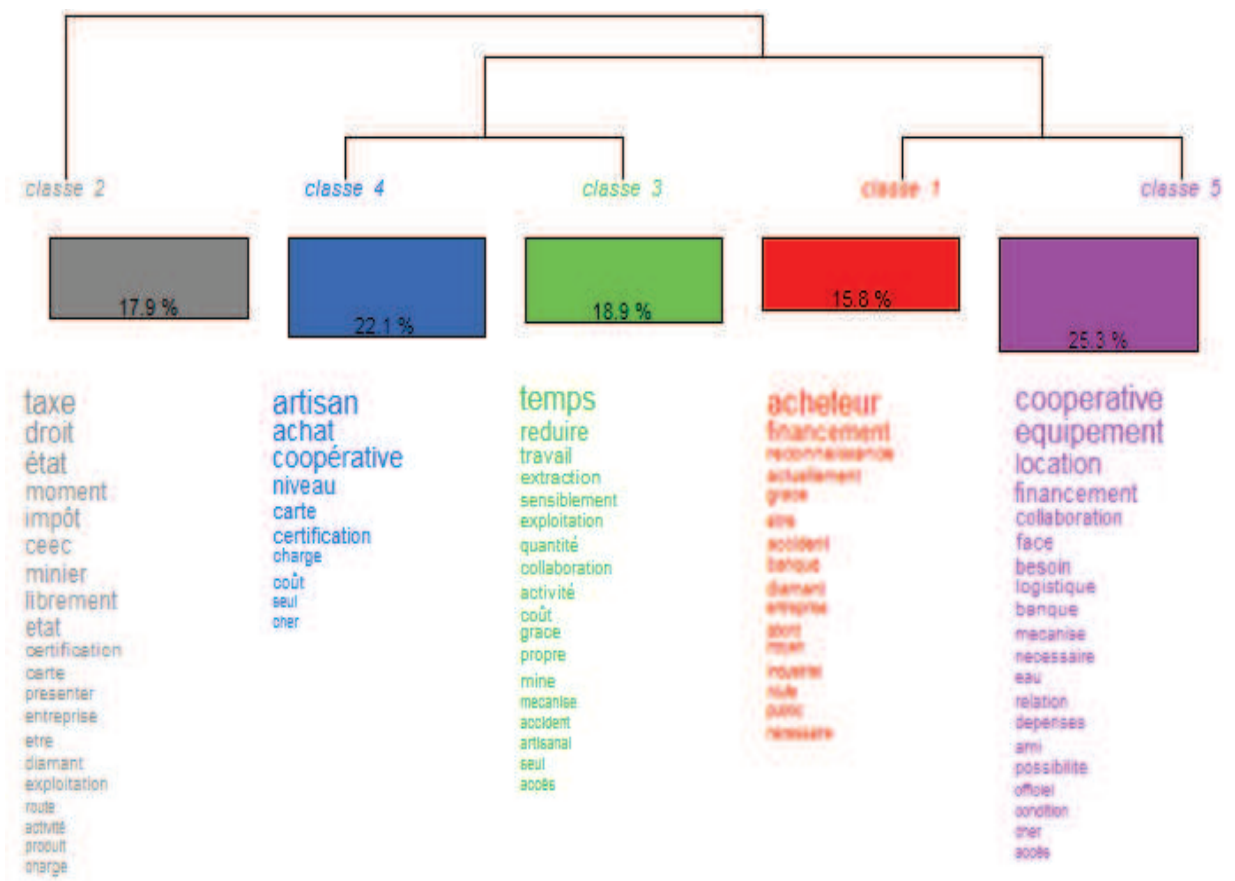 classe 2
classe 4
classe 3
classe 1
classe 5
17.9 %
22.1 %
18.9 %
15.8 %
25.3 %
taxe
droit
état
moment
impôt
ceec
minier
librement
etat
certification
carte
presenter
entreprise
etre
diamant
exploitation
route
activité
produit
charge
artisan
achat
coopérative
niveau
carte
certification
charge
coût
seul
cher
temps
reduire
travail
extraction
sensiblement
exploitation
quantité
collaboration
activité
coût
grace
propre
mine
mecanise
accident
artisanal
seul
accès
acheteur
financement
reconnaissance
actuellement
grace
etre
accident
banque
diamant
entreprise
abord
moyen
industriel
route
public
nécessaire
cooperative
equipement
location
financement
collaboration
face
besoin
logistique
banque
mecanise
necessaire
eau
relation
depenses
ami
possibilite
officiel
condition
cher
accès